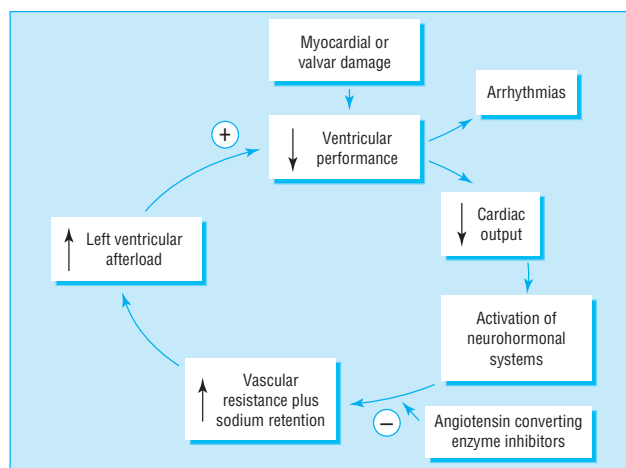 Myocardial or
valvar damage
Arrhythmias
+
Ventricular
performance
Cardiac
output
Left ventricular
afterload
Activation of
neurohormonal
systems
Vascular
resistance plus
sodium retention
−
Angiotensin converting
enzyme inhibitors